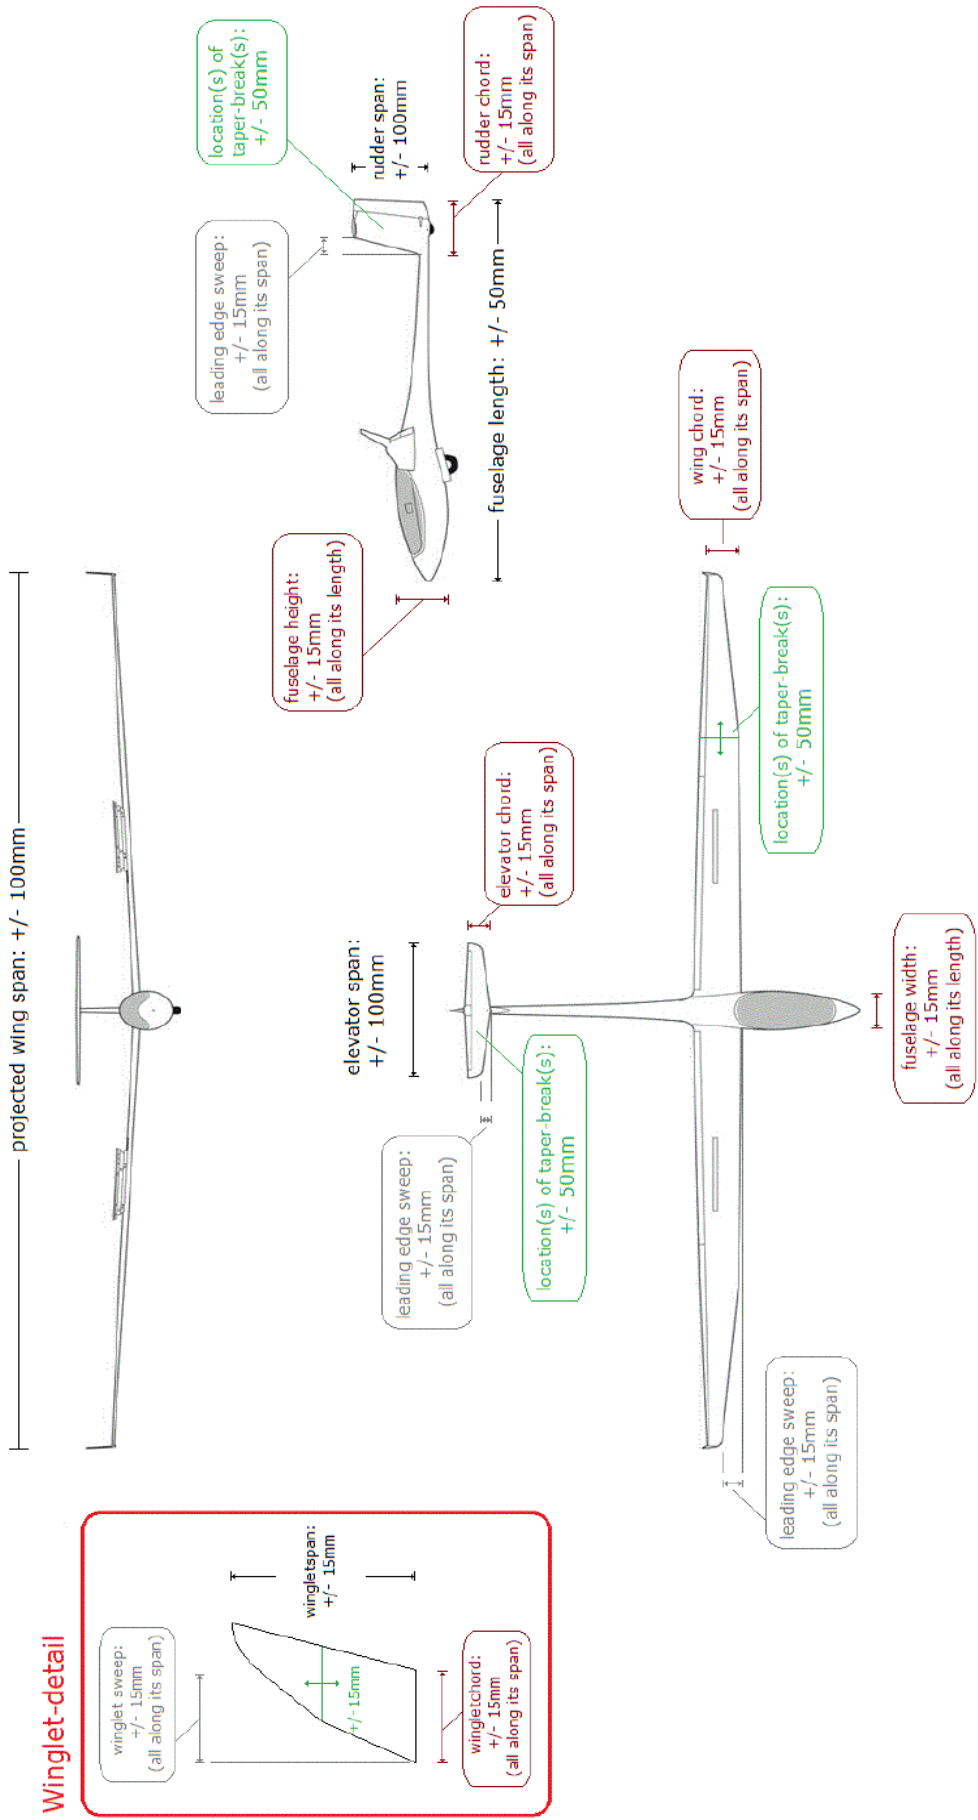 Winglet-detail
winglet sweep:
+/- 15mm
(all along its span)
wingletspan:
+/- 15mm
+/-15mm
wingletchord:
+/- 15mm
(all along its span)
projected wing span: +/- 100mm
leading edge sweep:
+/- 15mm
(all along its span)
location(s) of
taper-break(s):
+/- 50mm
rudder span:
+/- 100mm
rudder chord:
+/- 15mm
(all along its span)
fuselage height:
+/- 15mm
(all along its length)
fuselage length: +/- 50mm
elevator span:
+/- 100mm
elevator chord:
+/- 15mm
(all along its span)
leading edge sweep:
+/- 15mm
(all along its span)
location(s) of taper-break(s):
+/- 50mm
wing chord:
+/- 15mm
(all along its span)
location(s) of taper-break(s):
+/- 50mm
leading edge sweep:
+/- 15mm
(all along its span)
fuselage width:
+/- 15mm
(all along its length)